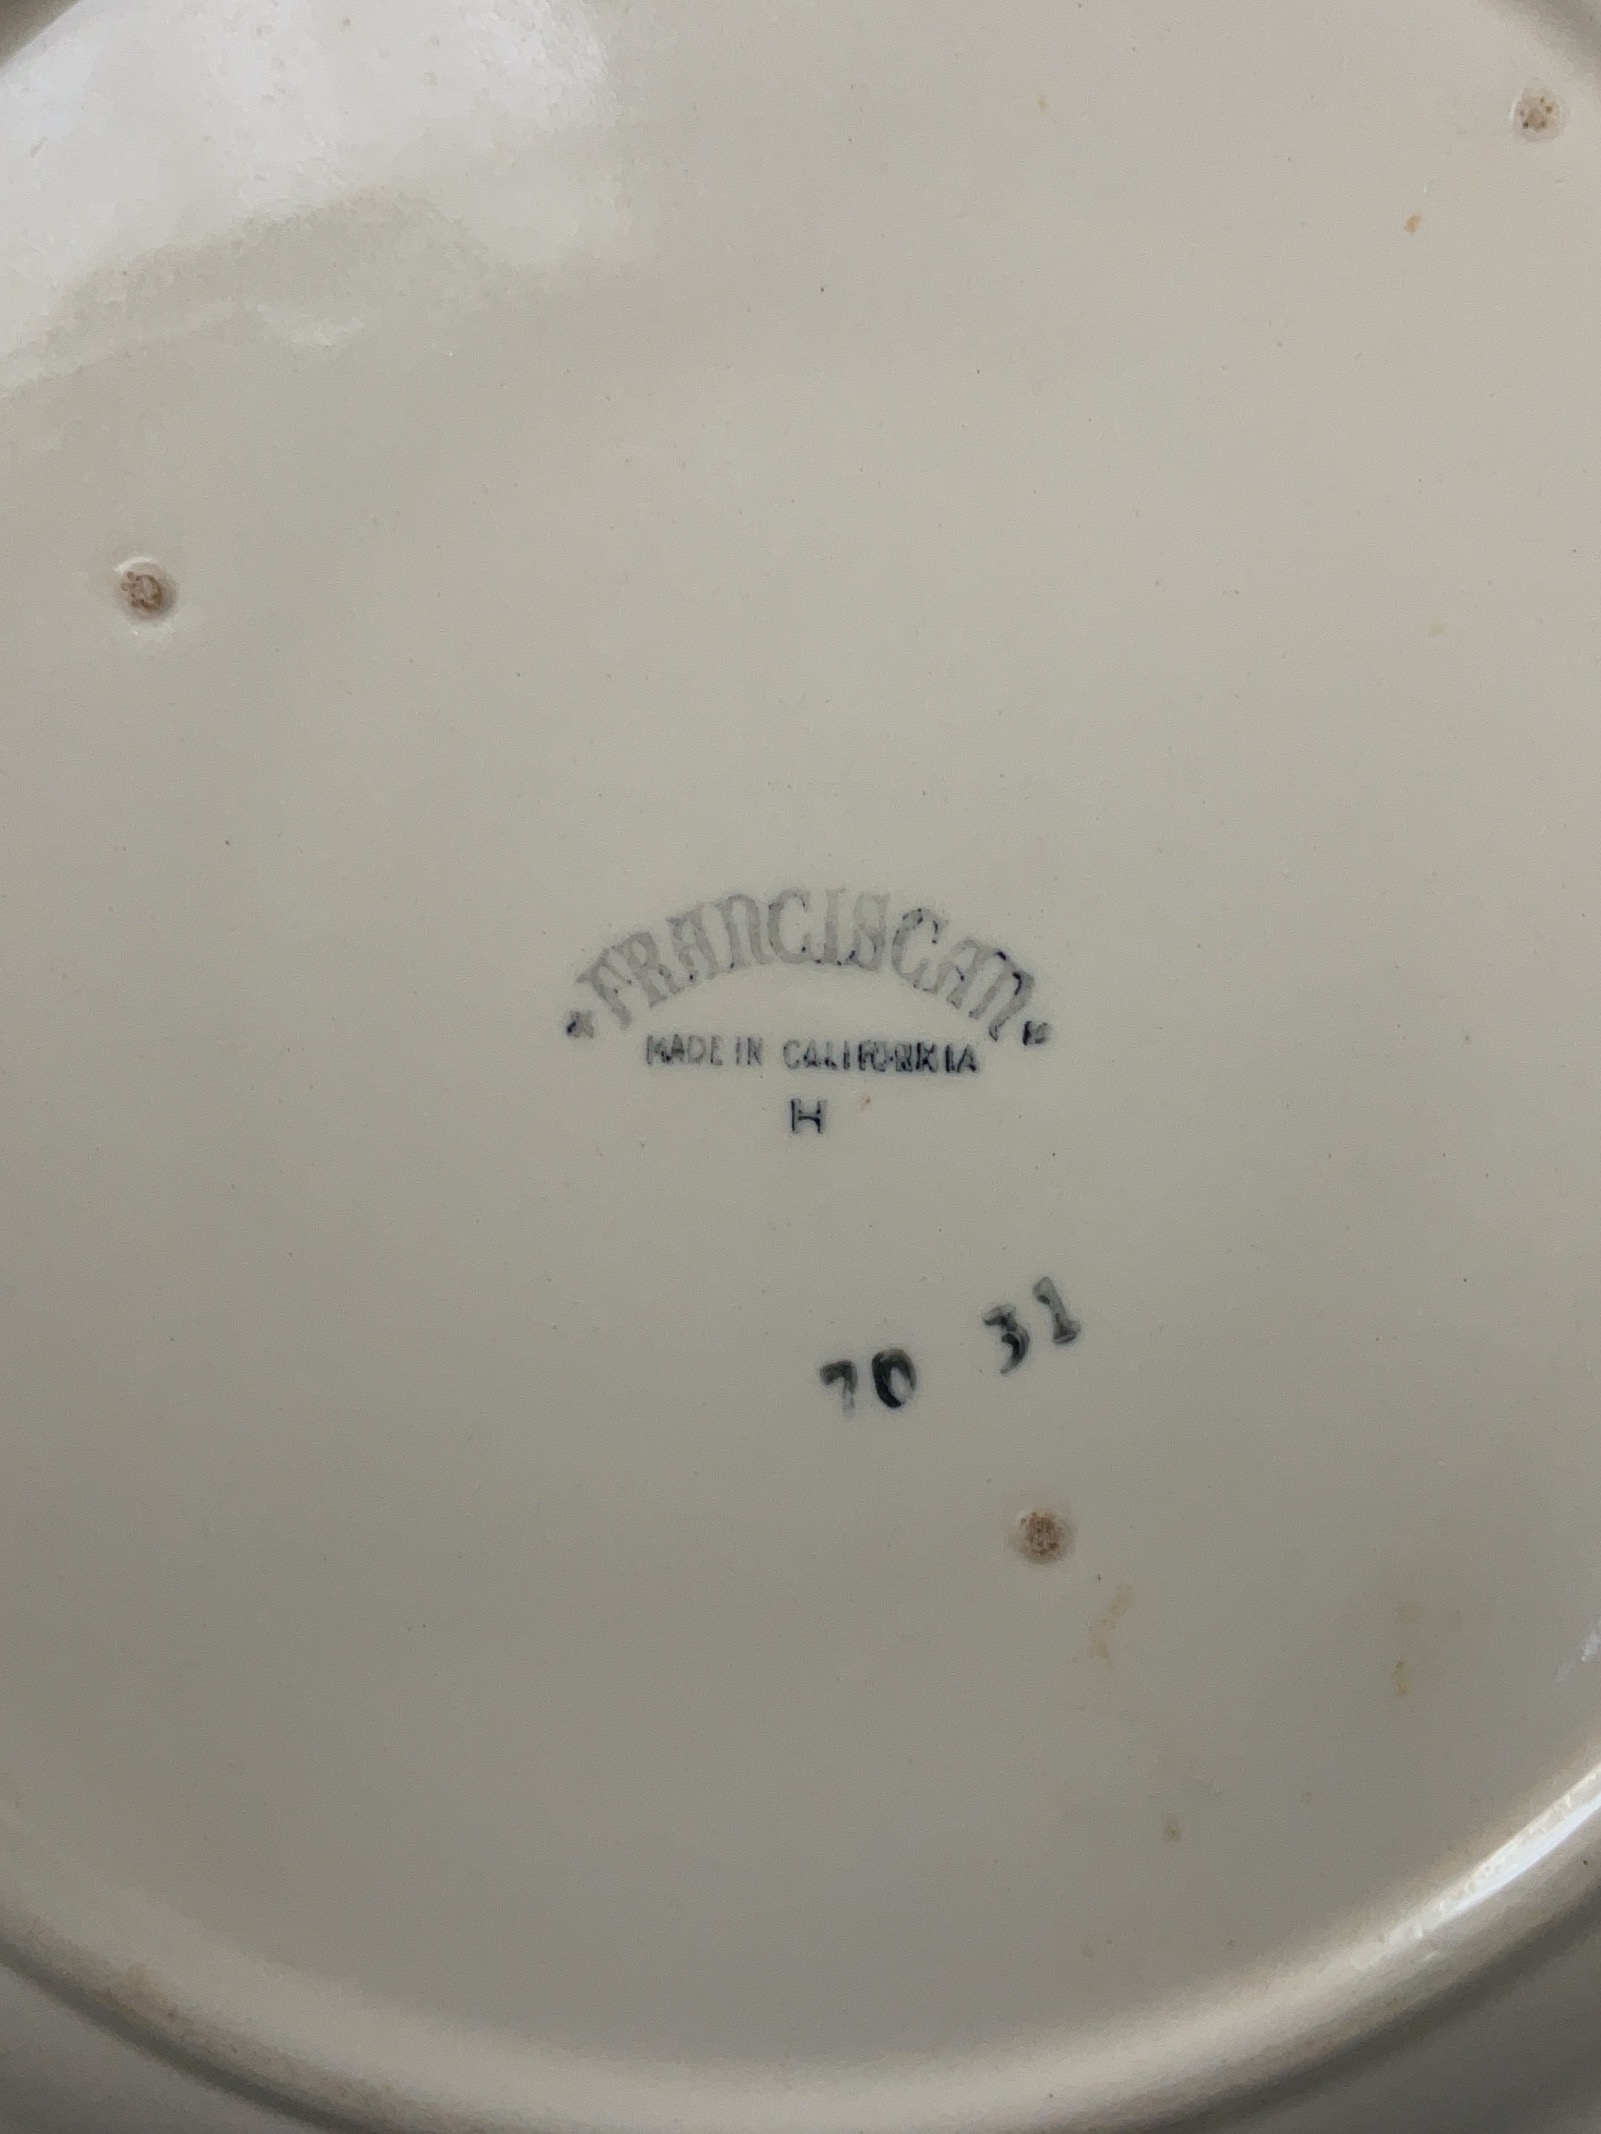 * FRANCISCAN *
MADE IN CALIFORNIA
H
70 31